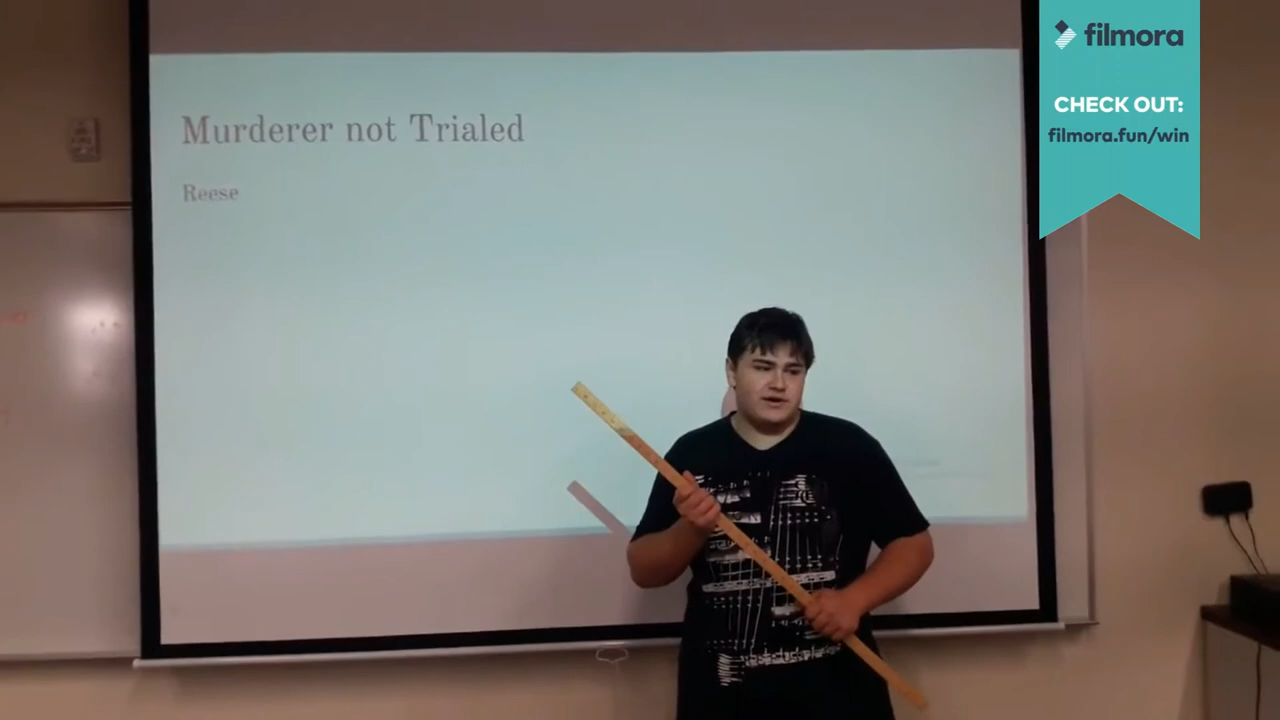 Murderer not Trialed
Reese
filmora
CHECK OUT:
filmora.fun/win